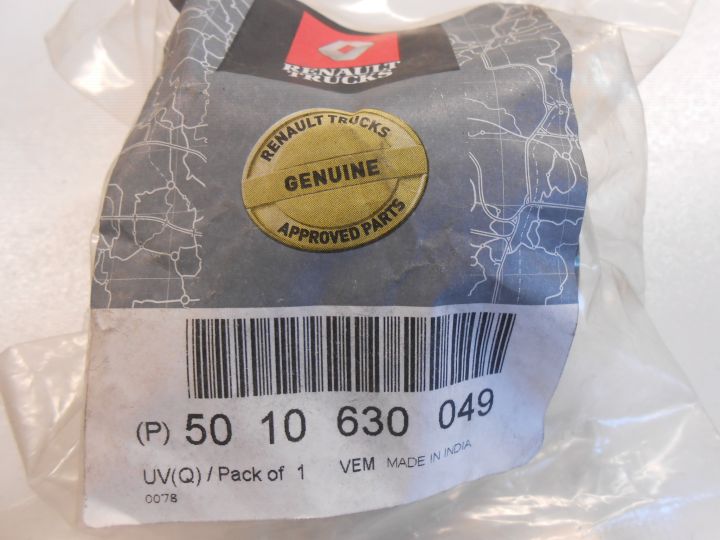 RENAULT
TRUCKS
RENAULT TRUCKS
GENUINE
APPROVED PARTS
(P) 50 10 630 049
UV(Q) / Pack of 1 VEM MADE IN INDIA
0078